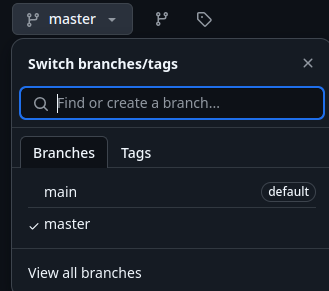 master
Switch branches/tags
Find or create a branch...
Branches Tags
main default
master
View all branches